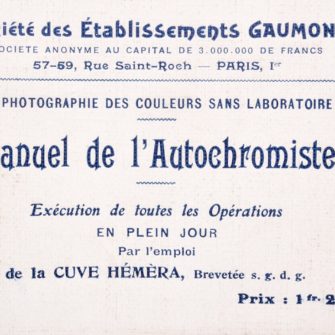 ciété des Établissements GAUMON
OCIÉTÉ ANONYME AU CAPITAL DE 3.000.000 DE FRANCS
57-59, Rue Saint-Roch — PARIS, Ier
PHOTOGRAPHIE DES COULEURS SANS LABORATOIRE
anuel de l'Autochromiste
Exécution de toutes les Opérations
EN PLEIN JOUR
Par l'emploi
de la CUVE HÉMÈRA, Brevetée s. g. d. g.
Prix : 1 fr. 2